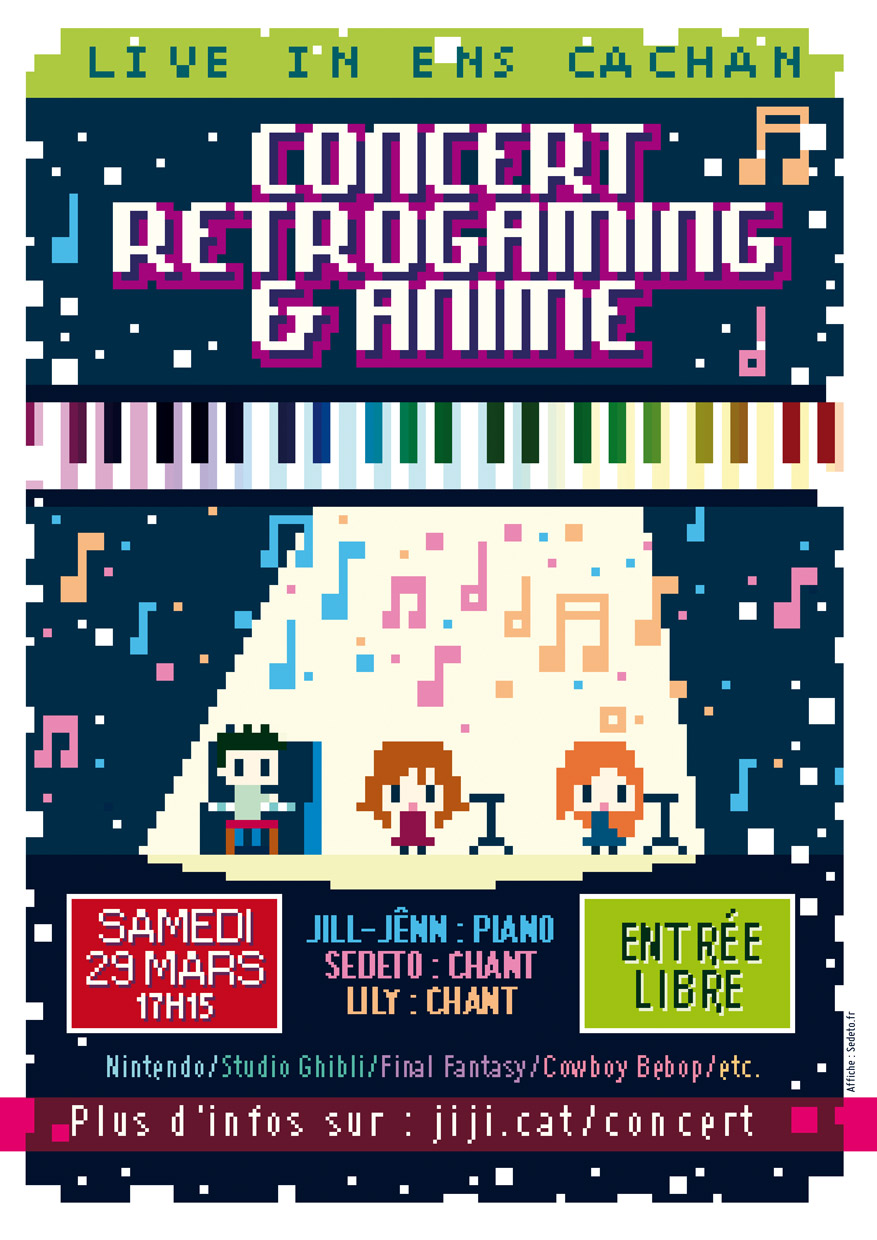 LIVE IN ENS CACHAN
CONCERT
RETROGAMING
& ANIME
SAMEDI
29 MARS
17H15
JILL-JÊNN : PIANO
SEDETO : CHANT
LILY : CHANT
ENTRÉE
LIBRE
Nintendo/Studio Ghibli/Final Fantasy/Cowboy Bebop/etc.
Affiche : Sedeto.fr
Plus d'infos sur : jiji.cat/concert